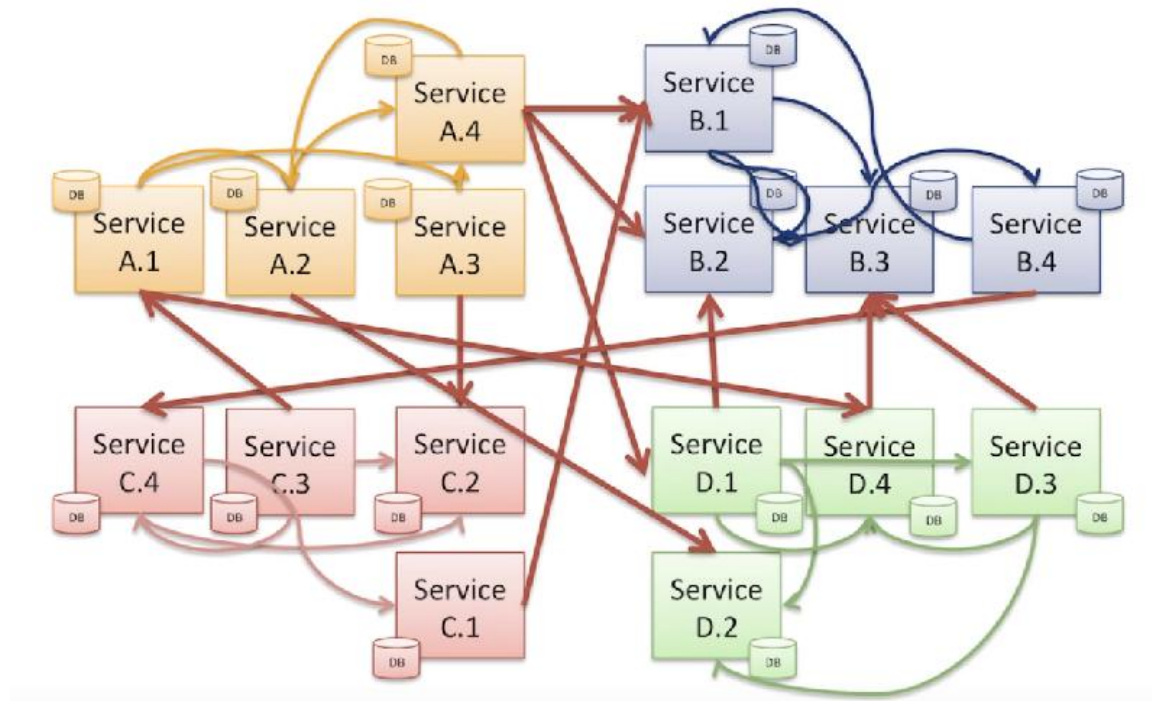 DB
Service
A.4
DB
Service
B.1
DB
Service
A.1
DB
Service
A.2
DB
Service
A.3
DB
Service
B.2
DB
Service
B.3
DB
Service
B.4
Service
C.4
DB
Service
C.3
DB
Service
C.2
DB
Service
D.1
DB
Service
D.4
DB
Service
D.3
DB
Service
C.1
DB
Service
D.2
DB